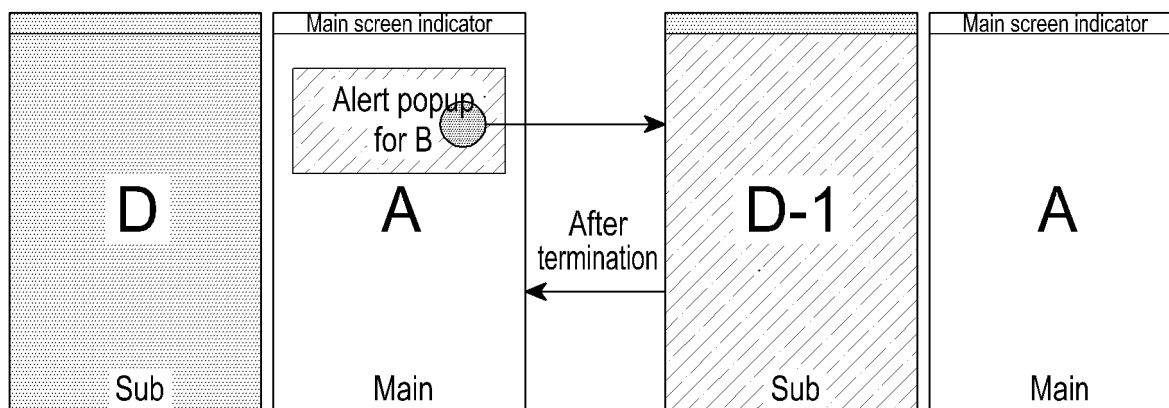 Main screen indicator
Main screen indicator
Alert popup
for B
D
A
After
termination
D-1
A
Sub
Main
Sub
Main